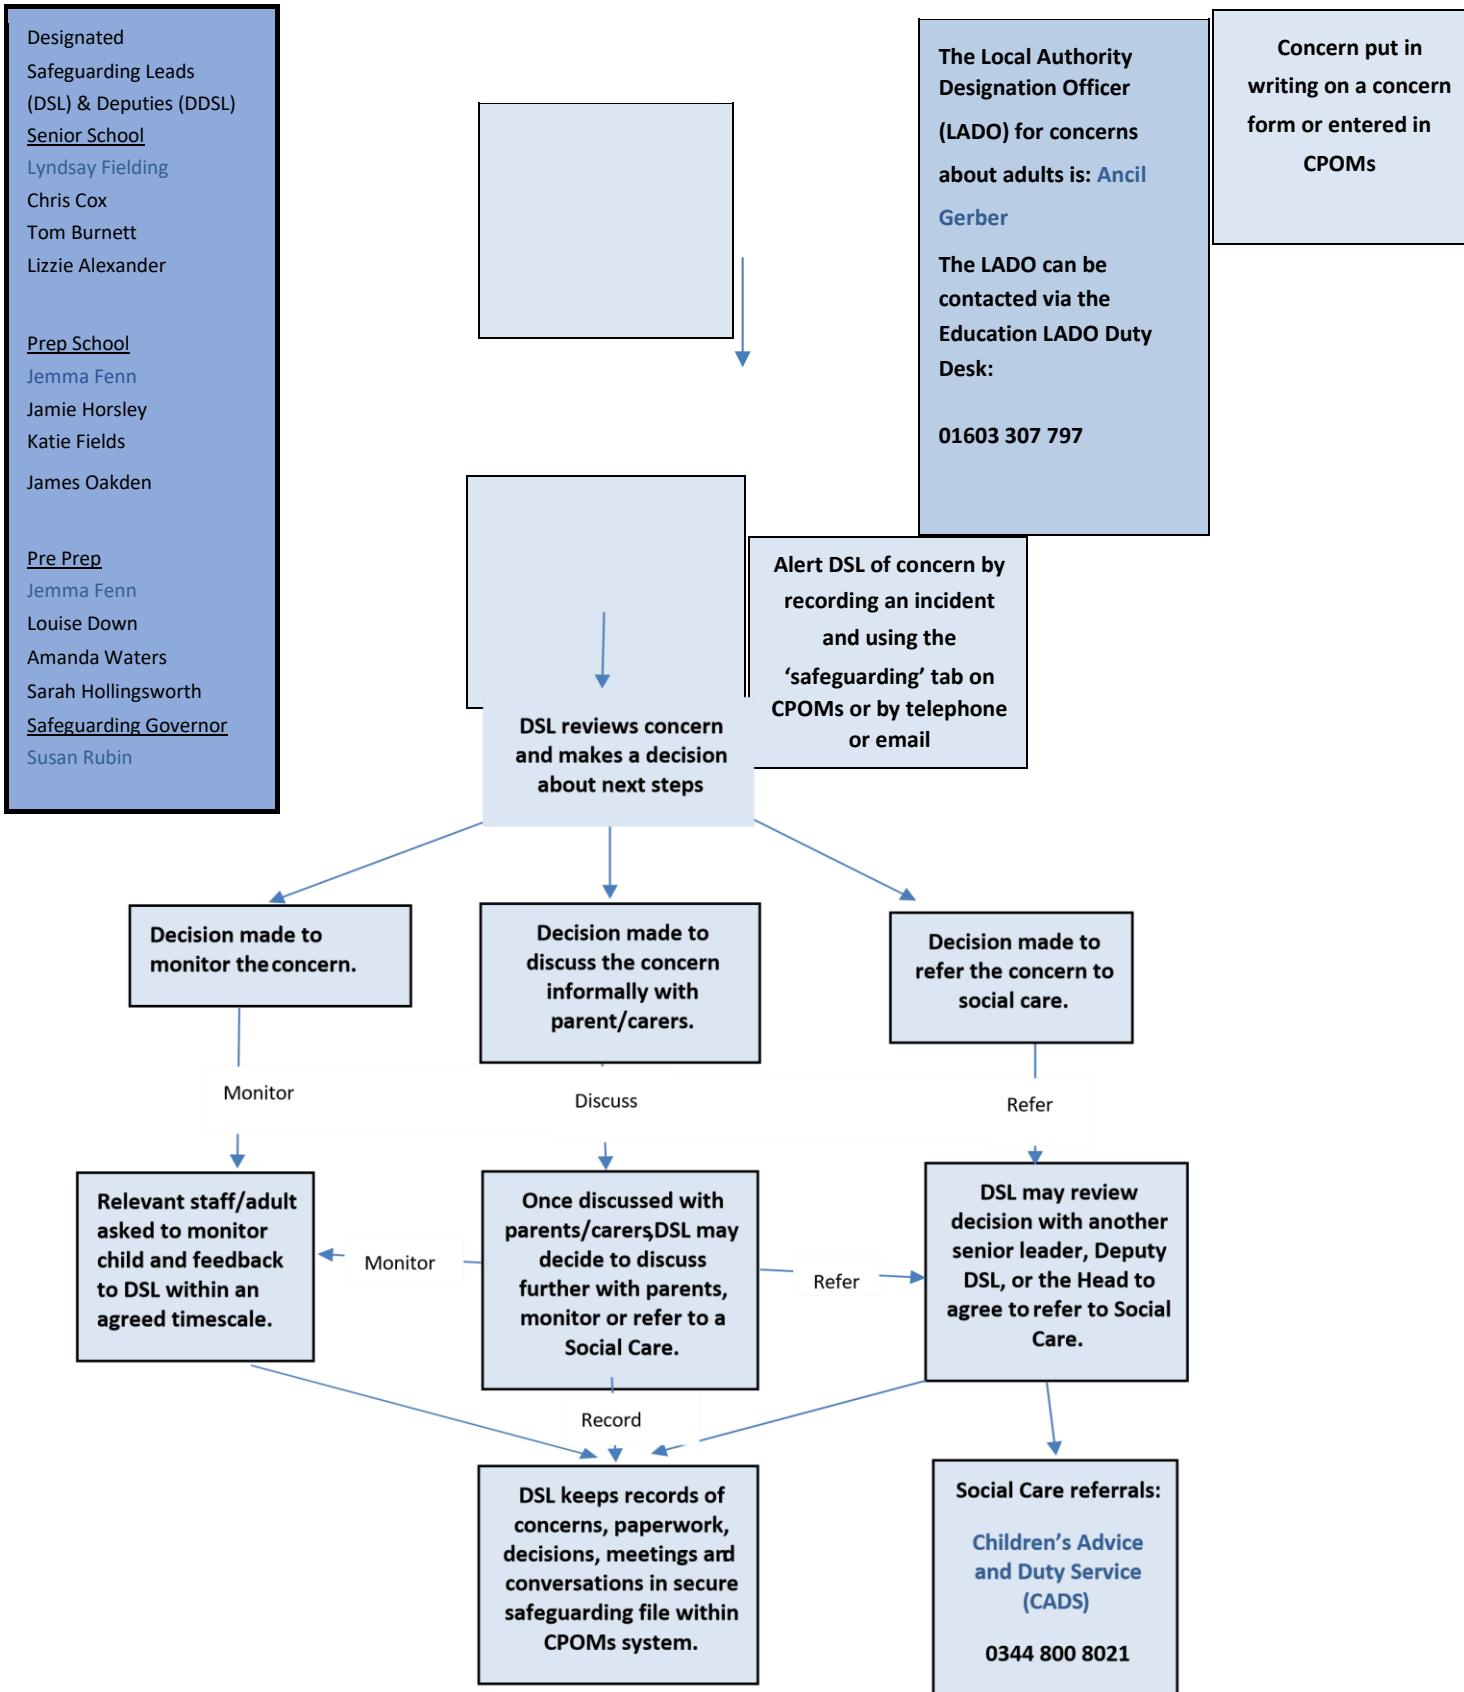 Designated
Safeguarding Leads
(DSL) & Deputies (DDSL)
Senior School
Lyndsay Fielding
Chris Cox
Tom Burnett
Lizzie Alexander
Prep School
Jemma Fenn
Jamie Horsley
Katie Fields
James Oakden
Pre Prep
Jemma Fenn
Louise Down
Amanda Waters
Sarah Hollingsworth
Safeguarding Governor
Susan Rubin
The Local Authority
Designation Officer
(LADO) for concerns
about adults is: Ancil
Gerber
The LADO can be
contacted via the
Education LADO Duty
Desk:
01603 307 797
Concern put in
writing on a concern
form or entered in
CPOMs
Alert DSL of concern by
recording an incident
and using the
‘safeguarding’ tab on
CPOMs or by telephone
or email
DSL reviews concern
and makes a decision
about next steps
Decision made to
monitor the concern.
Decision made to
discuss the concern
informally with
parent/carers.
Decision made to
refer the concern to
social care.
Monitor
Discuss
Refer
Relevant staff/adult
asked to monitor
child and feedback
to DSL within an
agreed timescale.
Monitor
Once discussed with
parents/carers,DSL may
decide to discuss
further with parents,
monitor or refer to a
Social Care.
Refer
DSL may review
decision with another
senior leader, Deputy
DSL, or the Head to
agree to refer to Social
Care.
Record
DSL keeps records of
concerns, paperwork,
decisions, meetings and
conversations in secure
safeguarding file within
CPOMs system.
Social Care referrals:
Children’s Advice
and Duty Service
(CADS)
0344 800 8021